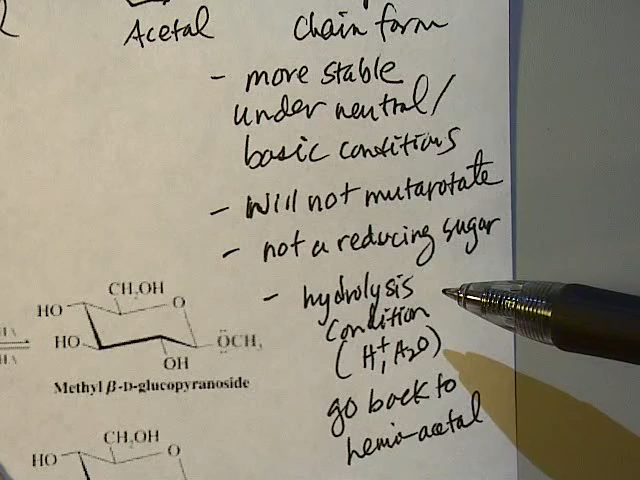 Acetal
Chain form
- more stable
under neutral/
basic conditions
- will not mutarotate
- not a reducing sugar
- hydrolysis
condition
(H+, H2O)
go back to
hemi-acetal
CH2OH
HO
O
HO
ÖCH3
OH
Methyl β-D-glucopyranoside
CH2OH
HO
O